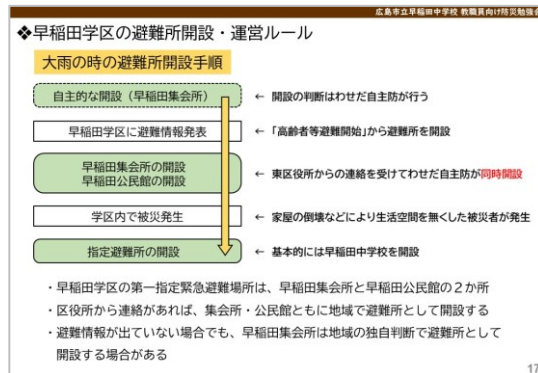 広島市立早稲田中学校 教職員向け防災勉強会
❖早稲田学区の避難所開設・運営ルール
大雨の時の避難所開設手順
自主的な開設（早稲田集会所）
← 開設の判断はわせだ自主防が行う
早稲田学区に避難情報発表
← 「高齢者等避難開始」から避難所を開設
早稲田集会所の開設
早稲田公民館の開設
← 東区役所からの連絡を受けてわせだ自主防が同時開設
学区内で被災発生
← 家屋の倒壊などにより生活空間を無くした被災者が発生
指定避難所の開設
← 基本的には早稲田中学校を開設
・早稲田学区の第一指定緊急避難場所は、早稲田集会所と早稲田公民館の２か所
・区役所から連絡があれば、集会所・公民館ともに地域で避難所として開設する
・避難情報が出ていない場合でも、早稲田集会所は地域の独自判断で避難所として
開設する場合がある
17